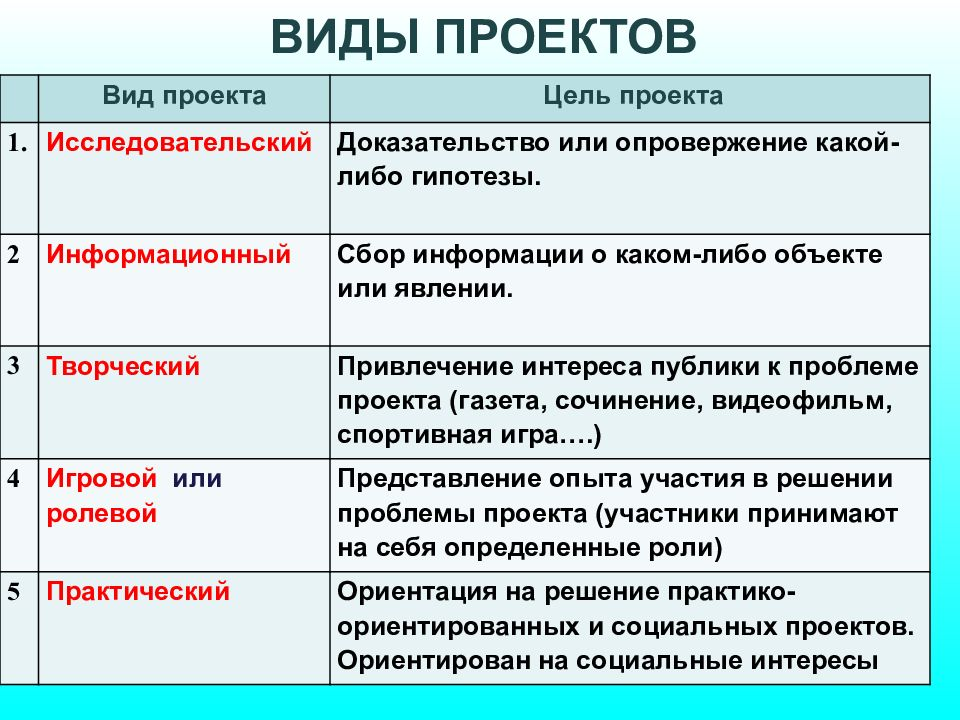 ВИДЫ ПРОЕКТОВ
Вид проекта
Цель проекта
1.
Исследовательский
Доказательство или опровержение какой-
либо гипотезы.
2
Информационный
Сбор информации о каком-либо объекте
или явлении.
3
Творческий
Привлечение интереса публики к проблеме
проекта (газета, сочинение, видеофильм,
спортивная игра….)
4
Игровой или
ролевой
Представление опыта участия в решении
проблемы проекта (участники принимают
на себя определенные роли)
5
Практический
Ориентация на решение практико-
ориентированных и социальных проектов.
Ориентирован на социальные интересы